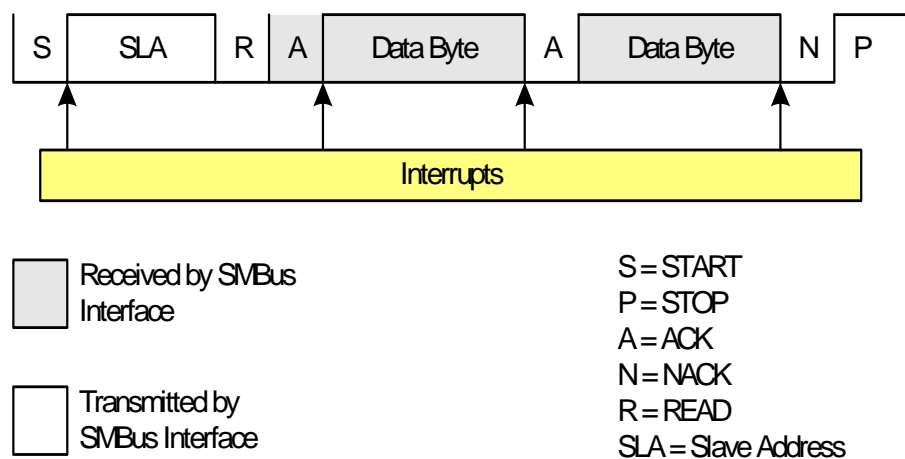 S SLA R A Data Byte A Data Byte N P
Interrupts
Received by SMBus
Interface
Transmitted by
SMBus Interface
S = START
P = STOP
A = ACK
N = NACK
R = READ
SLA = Slave Address